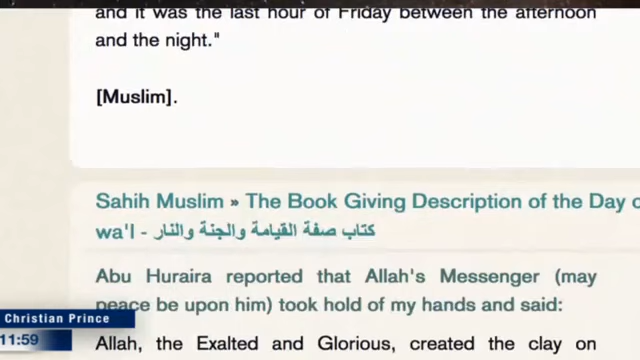 and it was the last hour of Friday between the afternoon
and the night."
[Muslim].
Sahih Muslim » The Book Giving Description of the Day o
wa'l - كتاب صفة القيامة والجنة والنار
Abu Huraira reported that Allah's Messenger (may
peace be upon him) took hold of my hands and said:
Christian Prince
11:59
Allah, the Exalted and Glorious, created the clay on